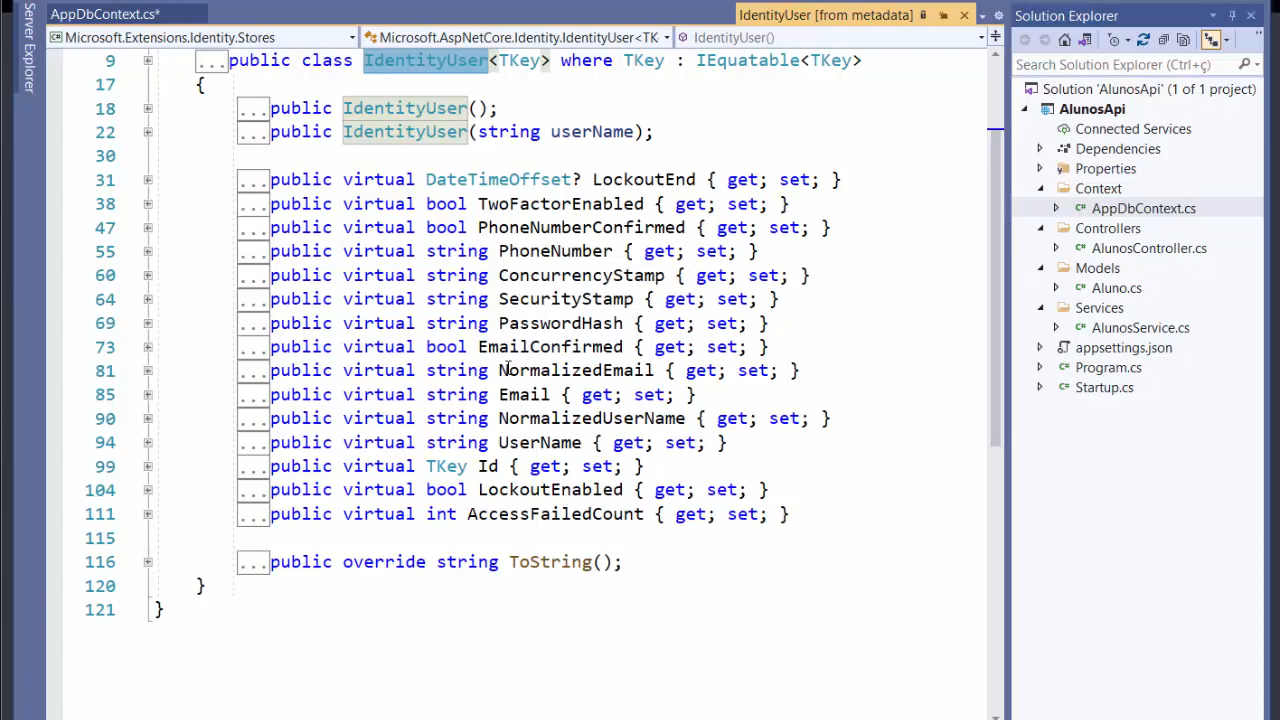 Server Explorer
AppDbContext.cs*
IdentityUser [from metadata]
Microsoft.Extensions.Identity.Stores
Microsoft.AspNetCore.Identity.IdentityUser<TK
IdentityUser()
9 ...public class IdentityUser<TKey> where TKey : IEquatable<TKey>
17 {
18 ...public IdentityUser();
22 ...public IdentityUser(string userName);
30
31 ...public virtual DateTimeOffset? LockoutEnd { get; set; }
38 ...public virtual bool TwoFactorEnabled { get; set; }
47 ...public virtual bool PhoneNumberConfirmed { get; set; }
55 ...public virtual string PhoneNumber { get; set; }
60 ...public virtual string ConcurrencyStamp { get; set; }
64 ...public virtual string SecurityStamp { get; set; }
69 ...public virtual string PasswordHash { get; set; }
73 ...public virtual bool EmailConfirmed { get; set; }
81 ...public virtual string NormalizedEmail { get; set; }
85 ...public virtual string Email { get; set; }
90 ...public virtual string NormalizedUserName { get; set; }
94 ...public virtual string UserName { get; set; }
99 ...public virtual TKey Id { get; set; }
104 ...public virtual bool LockoutEnabled { get; set; }
111 ...public virtual int AccessFailedCount { get; set; }
115
116 ...public override string ToString();
120 }
121 }
Solution Explorer
Search Solution Explorer (Ctrl+ç)
Solution 'AlunosApi' (1 of 1 project)
AlunosApi
Connected Services
Dependencies
Properties
Context
C# AppDbContext.cs
Controllers
C# AlunosController.cs
Models
C# Aluno.cs
Services
C# AlunosService.cs
appsettings.json
C# Program.cs
C# Startup.cs